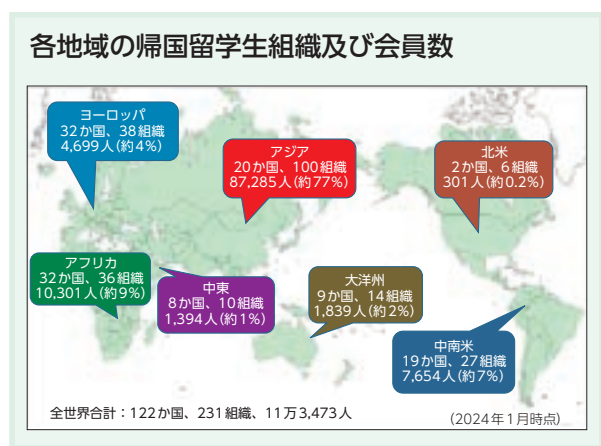 各地域の帰国留学生組織及び会員数
ヨーロッパ
32か国、38組織
4,699人(約4%)
アジア
20か国、100組織
87,285人(約77%)
北米
2か国、6組織
301人(約0.2%)
アフリカ
32か国、36組織
10,301人(約9%)
中東
8か国、10組織
1,394人(約1%)
大洋州
9か国、14組織
1,839人(約2%)
中南米
19か国、27組織
7,654人(約7%)
全世界合計:122か国、231組織、11万3,473人
(2024年1月時点)